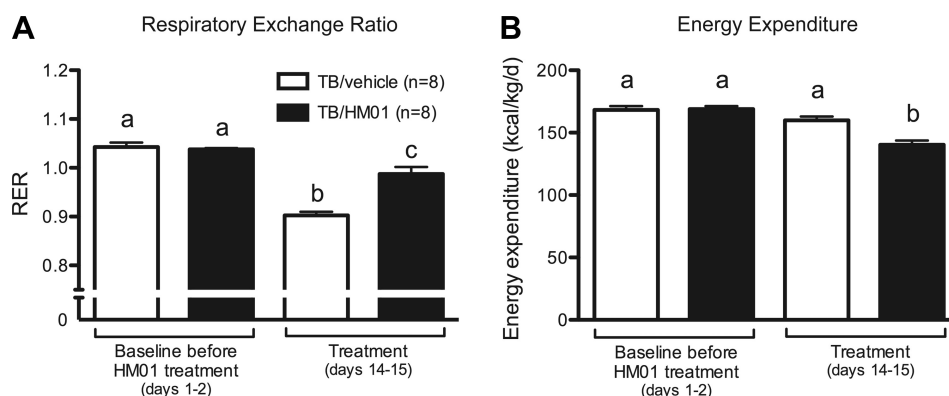 A
Respiratory Exchange Ratio
RER
1.2
1.1
1.0
0.9
0.8
0
TB/vehicle (n=8)
TB/HM01 (n=8)
a
a
b
c
Baseline before
HM01 treatment
(days 1-2)
Treatment
(days 14-15)
B
Energy Expenditure
Energy expenditure (kcal/kg/d)
200
150
100
50
0
a
a
a
b
Baseline before
HM01 treatment
(days 1-2)
Treatment
(days 14-15)